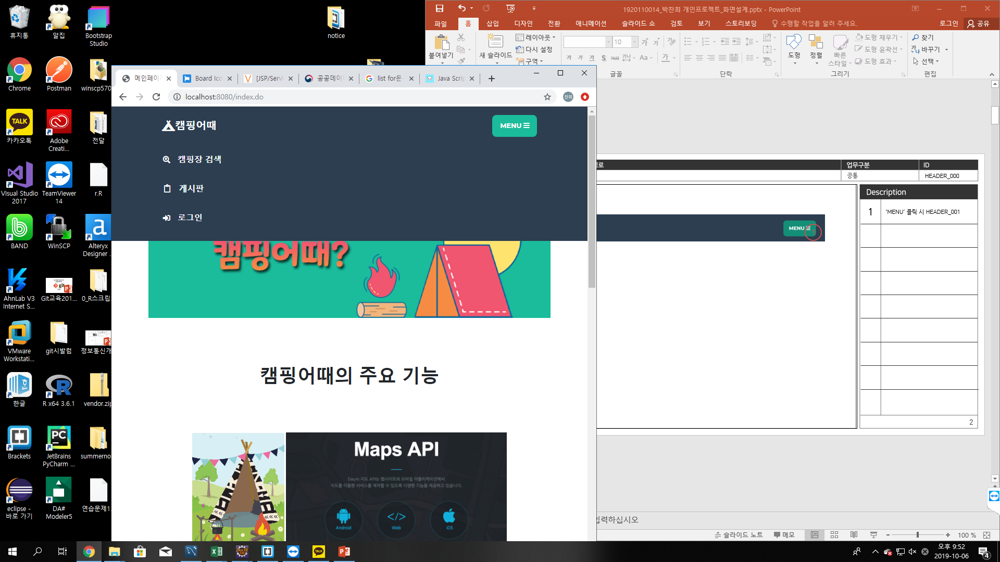 휴지통
알집
Bootstrap
Studio
notice
Chrome
Postman
winscp570
TALK
카카오톡
Adobe
Creati...
전달
Visual Studio
2017
TeamViewer
14
r.R
BAND
WinSCP
Alteryx
Designer .
AhnLab V3
Internet S...
git
Git교육201...
0_R스크립.
VMware
Workstati...
git시발럼
정보통신개
한글
R x64 3.6.1
vendor.zip
Brackets
PC
JetBrains
PyCharm ...
summerno
eclipse -
바로 가기
DA#
Modeler5
연습문제1.
1920110014_박찬희 개인프로젝트_화면설계.pptx - PowerPoint
파일
홈
삽입
디자인
전환
애니메이션
슬라이드 쇼
검토
보기
스토리보딩
수행할 작업을 알려 주세요.
로그인
공유
붙여넣기
새 슬라이드
레이아웃
다시 설정
구역
10
글꼴
단락
도형
정렬
빠른
스타일
도형 채우기
도형 윤곽선
도형 효과
그리기
찾기
바꾸기
선택
편집
메인페이지
Board Ico
[JSP/Servl
공공데이터
list for문
Java Scrip
localhost:8080/index.do
찬희
캠핑어때
MENU
캠핑장 검색
게시판
로그인
캠핑어때?
캠핑어때의 주요 기능
Maps API
Daum 지도 API는 웹사이트와 모바일 어플리케이션에서
지도를 이용한 서비스를 제작할 수 있도록 다양한 기능을 제공하고 있습니다.
Android
Web
iOS
업무구분
ID
공통
HEADER_000
Description
1
‘MENU’ 클릭 시 HEADER_001
MENU
1
2
입력하십시오
슬라이드 노트
메모
100 %
오후 9:52
2019-10-06
4